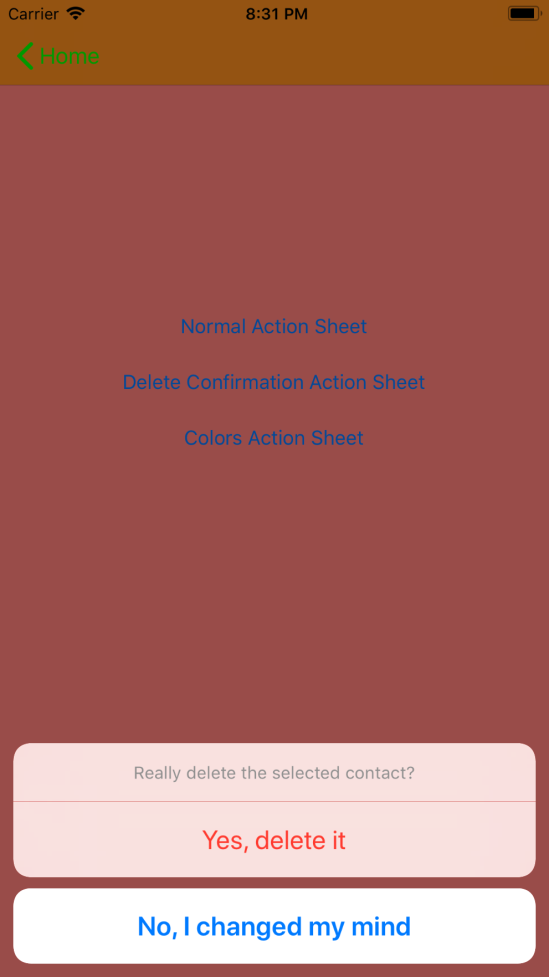 Carrier 8:31 PM
Home
Normal Action Sheet
Delete Confirmation Action Sheet
Colors Action Sheet
Really delete the selected contact?
Yes, delete it
No, I changed my mind